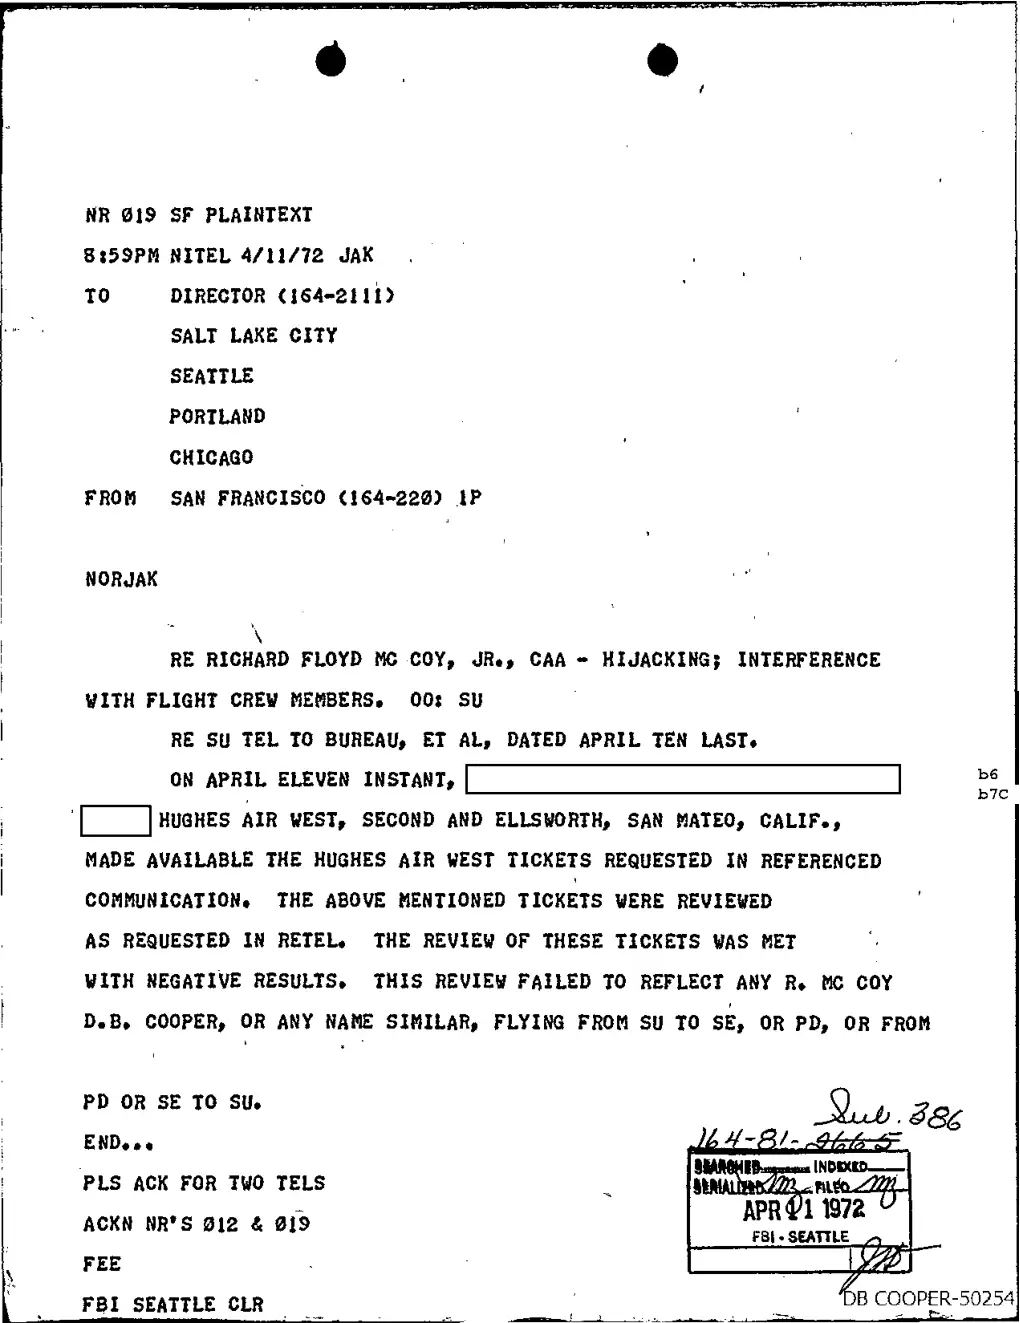 NR 019 SF PLAINTEXT
8:59PM NITEL 4/11/72 JAK
TO DIRECTOR (164-2111)
SALT LAKE CITY
SEATTLE
PORTLAND
CHICAGO
FROM SAN FRANCISCO (164-220) 1P
NORJAK
RE RICHARD FLOYD MC COY, JR., CAA - HIJACKING; INTERFERENCE
WITH FLIGHT CREW MEMBERS. OO: SU
RE SU TEL TO BUREAU, ET AL, DATED APRIL TEN LAST.
ON APRIL ELEVEN INSTANT,
b6
b7C
HUGHES AIR WEST, SECOND AND ELLSWORTH, SAN MATEO, CALIF.,
MADE AVAILABLE THE HUGHES AIR WEST TICKETS REQUESTED IN REFERENCED
COMMUNICATION. THE ABOVE MENTIONED TICKETS WERE REVIEWED
AS REQUESTED IN RETEL. THE REVIEW OF THESE TICKETS WAS MET
WITH NEGATIVE RESULTS. THIS REVIEW FAILED TO REFLECT ANY R. MC COY
D.B. COOPER, OR ANY NAME SIMILAR, FLYING FROM SU TO SE, OR PD, OR FROM
PD OR SE TO SU.
END...
PLS ACK FOR TWO TELS
ACKN NR'S 012 & 019
FEE
FBI SEATTLE CLR
Sub. 386
164-81-
SEARCHED INDEXED
SERIALIZED FILED
APR 11 1972
FBI - SEATTLE
DB COOPER-50254